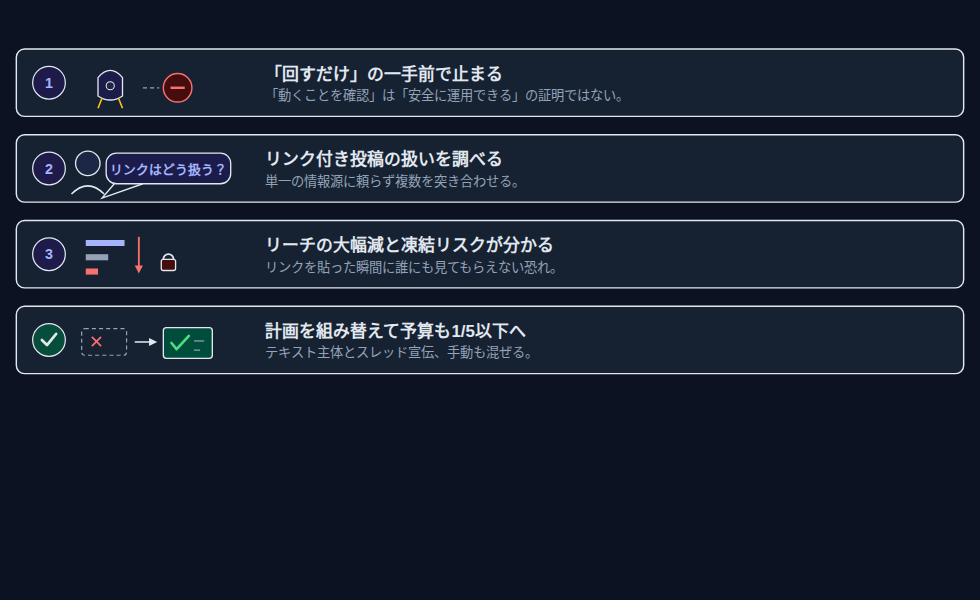 1
「回すだけ」の一手前で止まる
「動くことを確認」は「安全に運用できる」の証明ではない。
2
リンクはどう扱う？
リンク付き投稿の扱いを調べる
単一の情報源に頼らず複数を突き合わせる。
3
リーチの大幅減と凍結リスクが分かる
リンクを貼った瞬間に誰にも見てもらえない恐れ。
計画を組み替えて予算も1/5以下へ
テキスト主体とスレッド宣伝、手動も混ぜる。